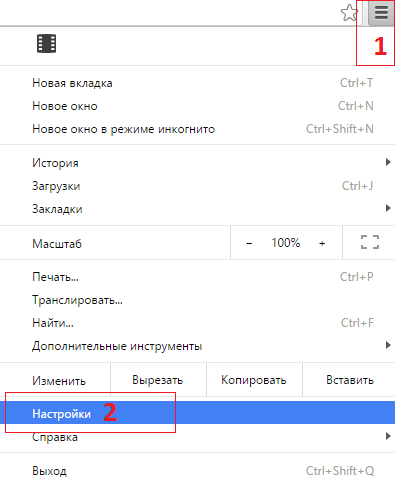 1
Новая вкладка Ctrl+T
Новое окно Ctrl+N
Новое окно в режиме инкогнито Ctrl+Shift+N
История
Загрузки Ctrl+J
Закладки
Масштаб − 100% +
Печать... Ctrl+P
Транслировать...
Найти... Ctrl+F
Дополнительные инструменты
Изменить Вырезать Копировать Вставить
Настройки 2
Справка
Выход Ctrl+Shift+Q